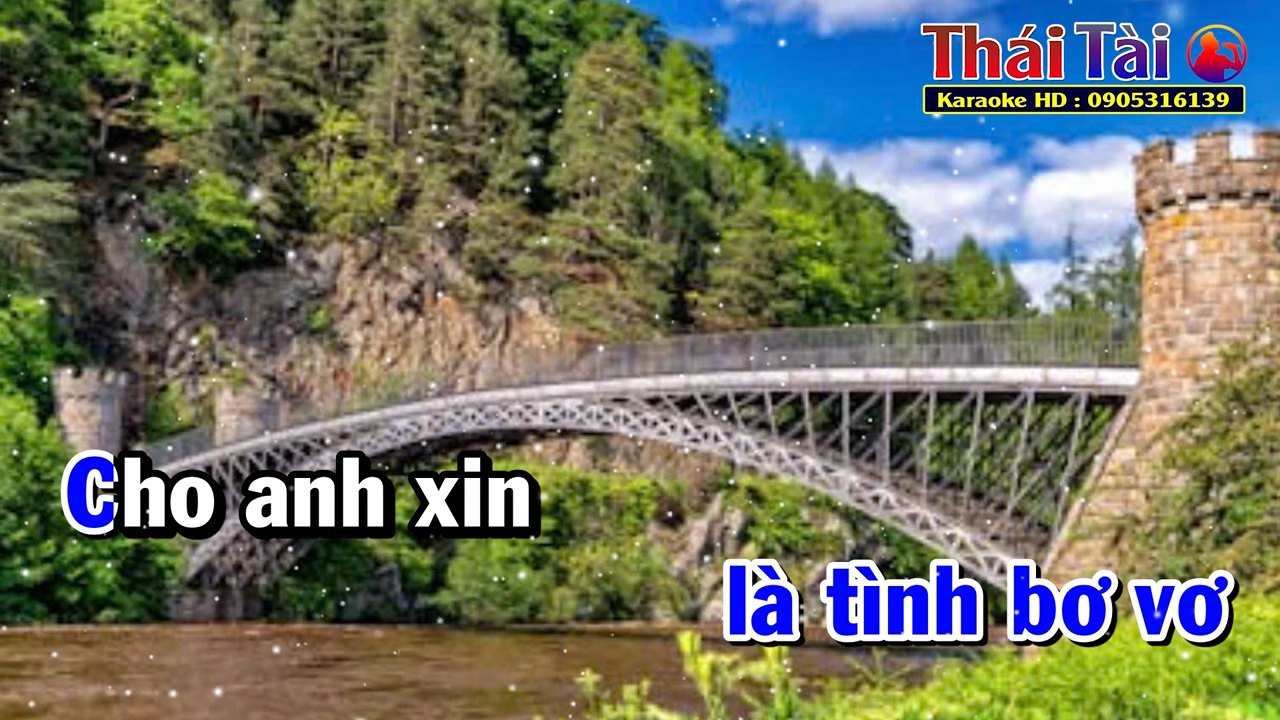 Thái Tài
Karaoke HD : 0905316139
Cho anh xin
là tình bơ vơ